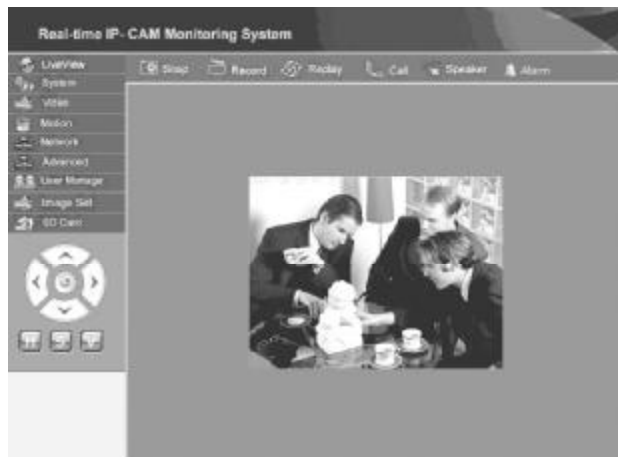 Real-time IP- CAM Monitoring System
LiveView
System
Video
Motion
Network
Advanced
User Manage
Image Set
SD Card
Snap
Record
Replay
Call
Speaker
Alarm